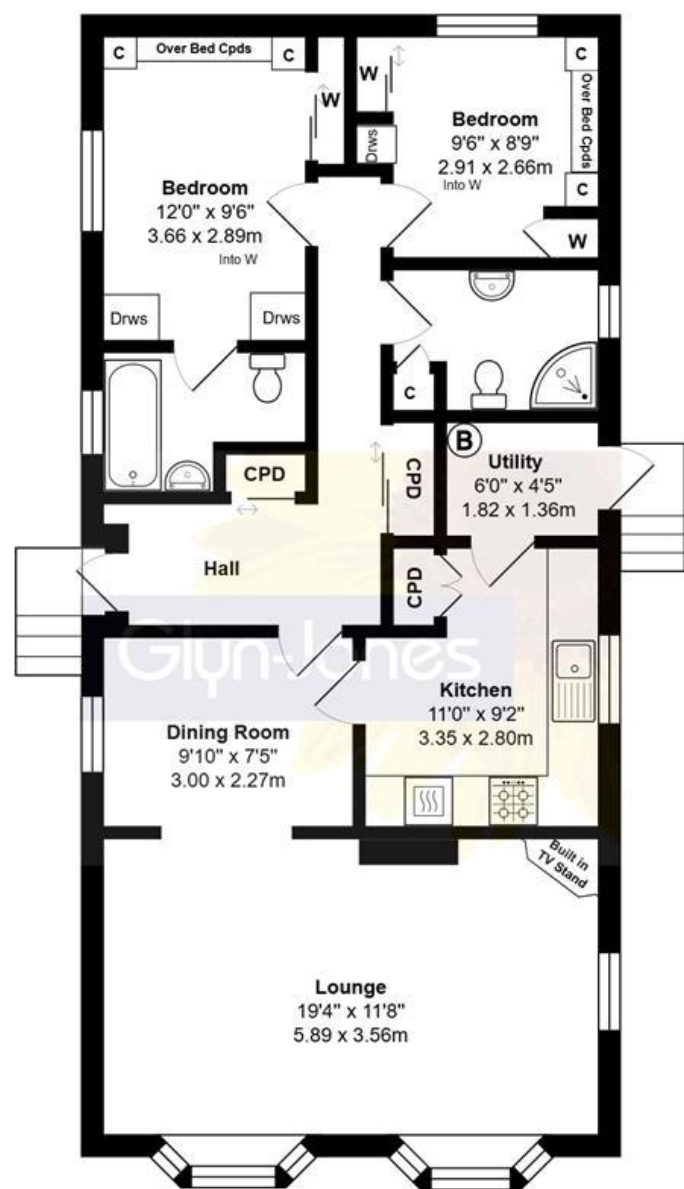 C
Over Bed Cpds
C
W
W
C
Over Bed Cpds
C
Drws
Bedroom
9'6" x 8'9"
2.91 x 2.66m
Into W
W
Bedroom
12'0" x 9'6"
3.66 x 2.89m
Into W
Drws
Drws
C
CPD
CPD
B
Utility
6'0" x 4'5"
1.82 x 1.36m
Hall
CPD
Glyn-Jones
Kitchen
11'0" x 9'2"
3.35 x 2.80m
Dining Room
9'10" x 7'5"
3.00 x 2.27m
Built in
TV Stand
Lounge
19'4" x 11'8"
5.89 x 3.56m